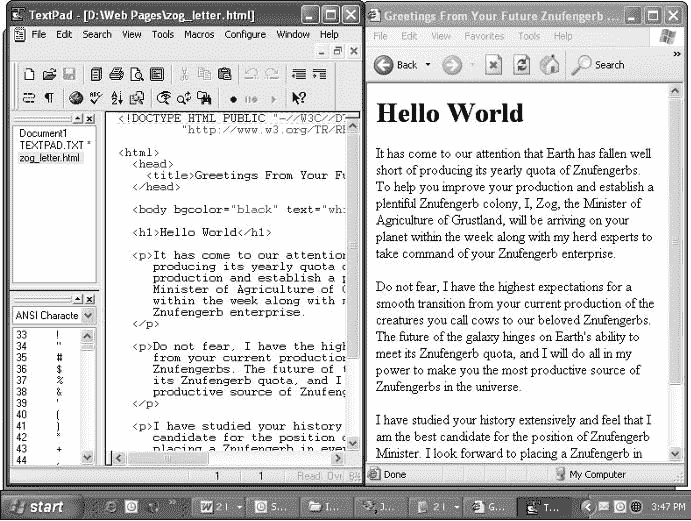 TextPad - [D:\Web Pages\zog_letter.html]
File Edit Search View Tools Macros Configure Window Help
Document1
TEXTPAD.TXT *
zog_letter.html
ANSI Characte
33 !
34 "
35 #
36 $
37 %
38 &
39 '
40 (
41 )
42 *
43 +
44 ,
<!DOCTYPE HTML PUBLIC "-//W3C//DT
"http://www.w3.org/TR/RE
<html>
<head>
<title>Greetings From Your Fu
</head>
<body bgcolor="black" text="whi
<h1>Hello World</h1>
<p>It has come to our attention
producing its yearly quota o
production and establish a p
Minister of Agriculture of G
within the week along with m
Znufengerb enterprise.
</p>
<p>Do not fear, I have the high
from your current production
Znufengerbs. The future of t
its Znufengerb quota, and I
productive source of Znufeng
</p>
<p>I have studied your history
candidate for the position o
placing a Znufengerb in ever
1 1 Read Ovr Blo
Greetings From Your Future Znufengerb ...
File Edit View Favorites Tools Help
Back Search
Hello World
It has come to our attention that Earth has fallen well
short of producing its yearly quota of Znufengerbs.
To help you improve your production and establish a
plentiful Znufengerb colony, I, Zog, the Minister of
Agriculture of Grustland, will be arriving on your
planet within the week along with my herd experts to
take command of your Znufengerb enterprise.
Do not fear, I have the highest expectations for a
smooth transition from your current production of the
creatures you call cows to our beloved Znufengerbs.
The future of the galaxy hinges on Earth's ability to
meet its Znufengerb quota, and I will do all in my
power to make you the most productive source of
Znufengerbs in the universe.
I have studied your history extensively and feel that I
am the best candidate for the position of Znufengerb
Minister. I look forward to placing a Znufengerb in
Done My Computer
start 2 I S... I... J... 2 I G... T... 3:47 PM